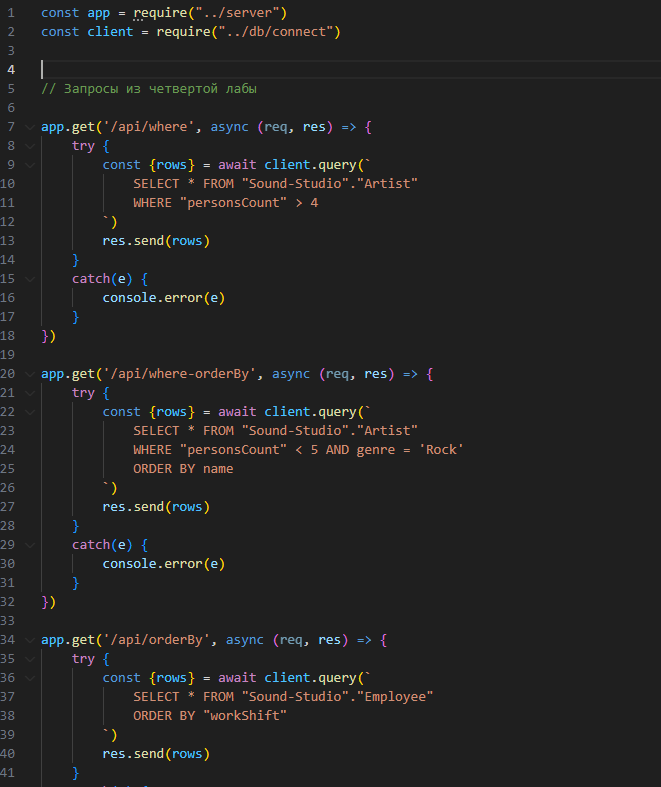 1 const app = require("../server")
2 const client = require("../db/connect")
3
4
5 // Запросы из четвертой лабы
6
7 app.get('/api/where', async (req, res) => {
8     try {
9         const {rows} = await client.query(`
10             SELECT * FROM "Sound-Studio"."Artist"
11             WHERE "personsCount" > 4
12         `)
13         res.send(rows)
14     }
15     catch(e) {
16         console.error(e)
17     }
18 })
19
20 app.get('/api/where-orderBy', async (req, res) => {
21     try {
22         const {rows} = await client.query(`
23             SELECT * FROM "Sound-Studio"."Artist"
24             WHERE "personsCount" < 5 AND genre = 'Rock'
25             ORDER BY name
26         `)
27         res.send(rows)
28     }
29     catch(e) {
30         console.error(e)
31     }
32 })
33
34 app.get('/api/orderBy', async (req, res) => {
35     try {
36         const {rows} = await client.query(`
37             SELECT * FROM "Sound-Studio"."Employee"
38             ORDER BY "workShift"
39         `)
40         res.send(rows)
41     }